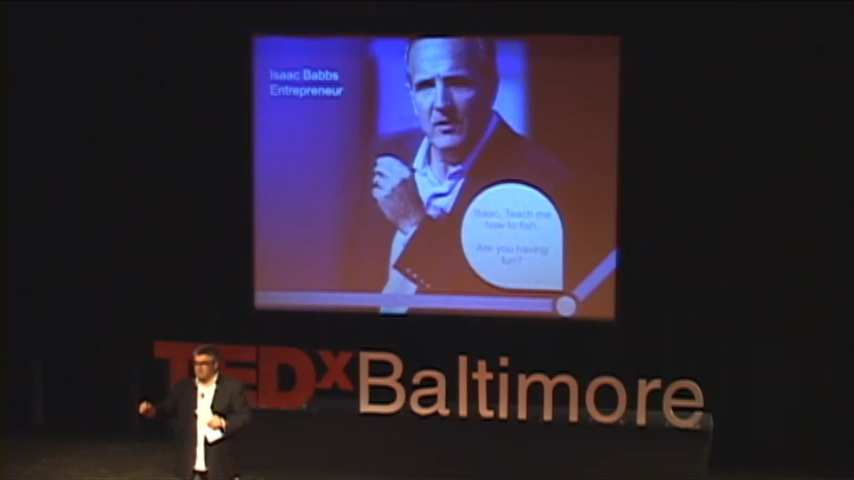 Isaac Babbs
Entrepreneur
Isaac, Teach me
how to fish.
Are you having
fun?
TEDxBaltimore